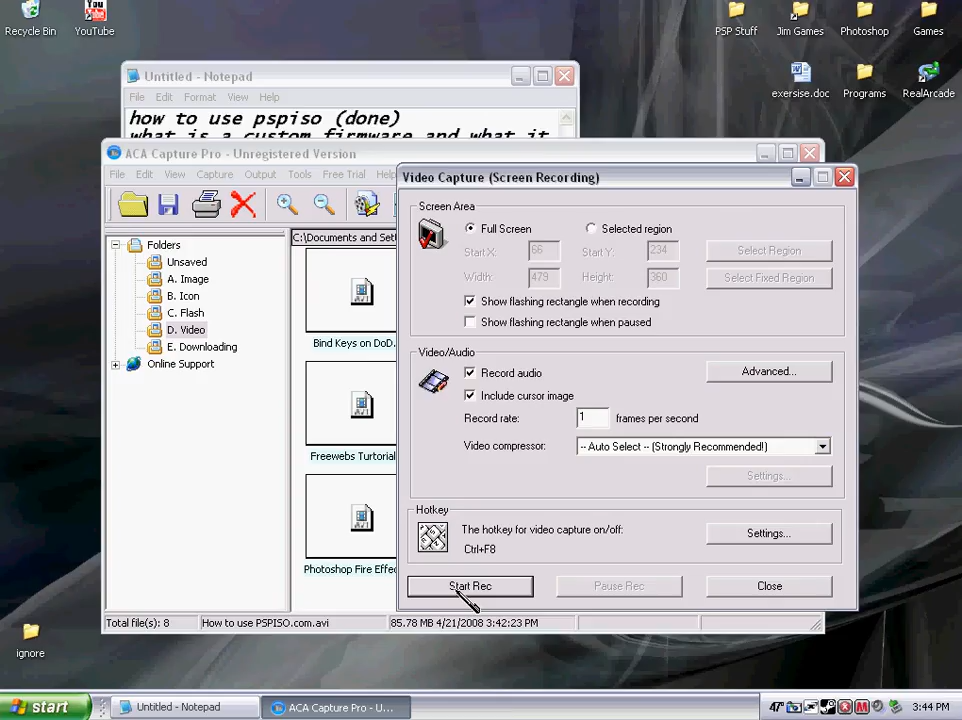 Recycle Bin
YouTube
PSP Stuff
Jim Games
Photoshop
Games
exersise.doc
Programs
RealArcade
Untitled - Notepad
File Edit Format View Help
how to use pspiso (done)
what is a custom firmware and what it
ACA Capture Pro - Unregistered Version
File Edit View Capture Output Tools Free Trial Help
Folders
Unsaved
A. Image
B. Icon
C. Flash
D. Video
E. Downloading
Online Support
C:\Documents and Set
Bind Keys on DoD.
Freewebs Turtorial
Photoshop Fire Effec
Video Capture (Screen Recording)
Screen Area
Full Screen
Selected region
Start X: 66 Start Y: 234
Select Region
Width: 479 Height: 360
Select Fixed Region
Show flashing rectangle when recording
Show flashing rectangle when paused
Video/Audio
Record audio
Advanced...
Include cursor image
Record rate: 1 frames per second
Video compressor: -- Auto Select -- (Strongly Recommended!)
Settings...
Hotkey
The hotkey for video capture on/off:
Ctrl+F8
Settings...
Start Rec
Pause Rec
Close
Total file(s): 8
How to use PSPISO.com.avi
85.78 MB 4/21/2008 3:42:23 PM
ignore
start
Untitled - Notepad
ACA Capture Pro - U...
47°
3:44 PM